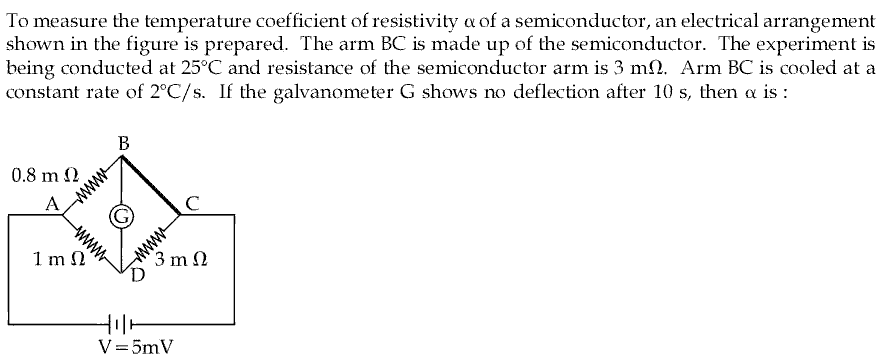 To measure the temperature coefficient of resistivity α of a semiconductor, an electrical arrangement
shown in the figure is prepared. The arm BC is made up of the semiconductor. The experiment is
being conducted at 25°C and resistance of the semiconductor arm is 3 mΩ. Arm BC is cooled at a
constant rate of 2°C/s. If the galvanometer G shows no deflection after 10 s, then α is :
B
0.8 m Ω
A
C
G
1 m Ω
3 m Ω
D
V=5mV